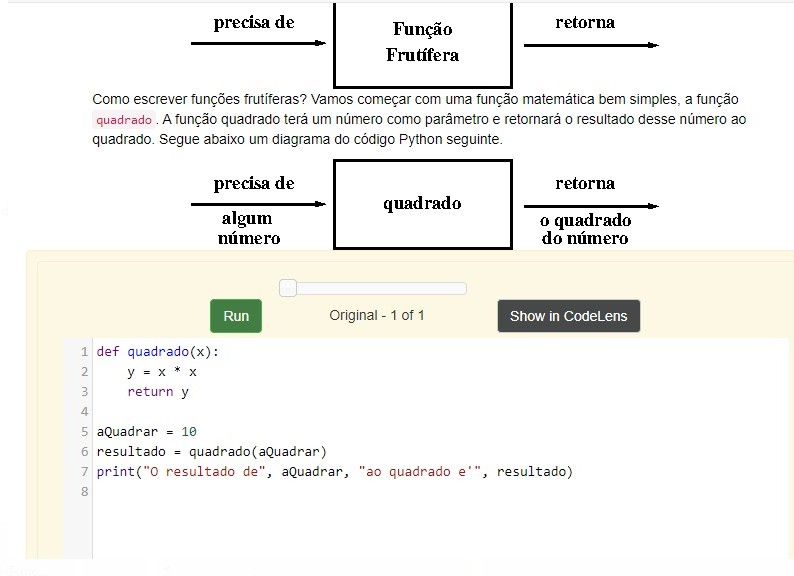 precisa de
Função
Frutífera
retorna
Como escrever funções frutíferas? Vamos começar com uma função matemática bem simples, a função
quadrado . A função quadrado terá um número como parâmetro e retornará o resultado desse número ao
quadrado. Segue abaixo um diagrama do código Python seguinte.
precisa de
algum
número
quadrado
retorna
o quadrado
do número
Run
Original - 1 of 1
Show in CodeLens
1 def quadrado(x):
2     y = x * x
3     return y
4
5 aQuadrar = 10
6 resultado = quadrado(aQuadrar)
7 print("O resultado de", aQuadrar, "ao quadrado e'", resultado)
8